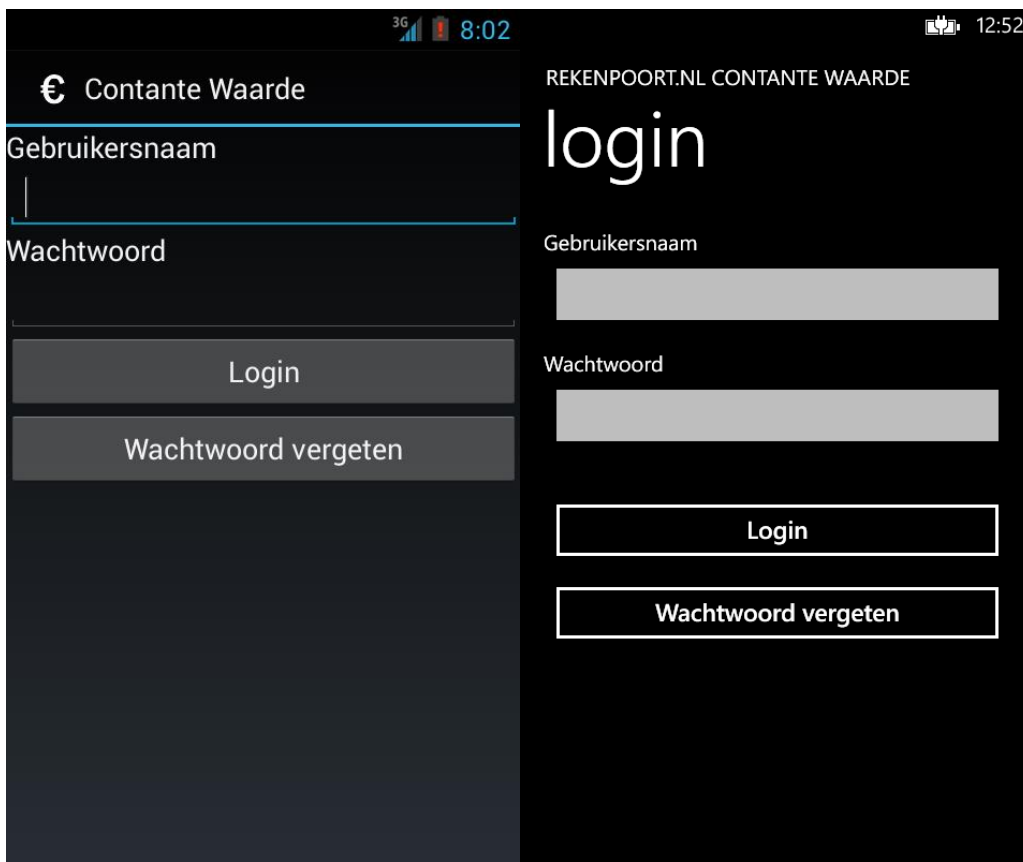 3G 8:02
€ Contante Waarde
Gebruikersnaam
Wachtwoord
Login
Wachtwoord vergeten
12:52
REKENPOORT.NL CONTANTE WAARDE
login
Gebruikersnaam
Wachtwoord
Login
Wachtwoord vergeten